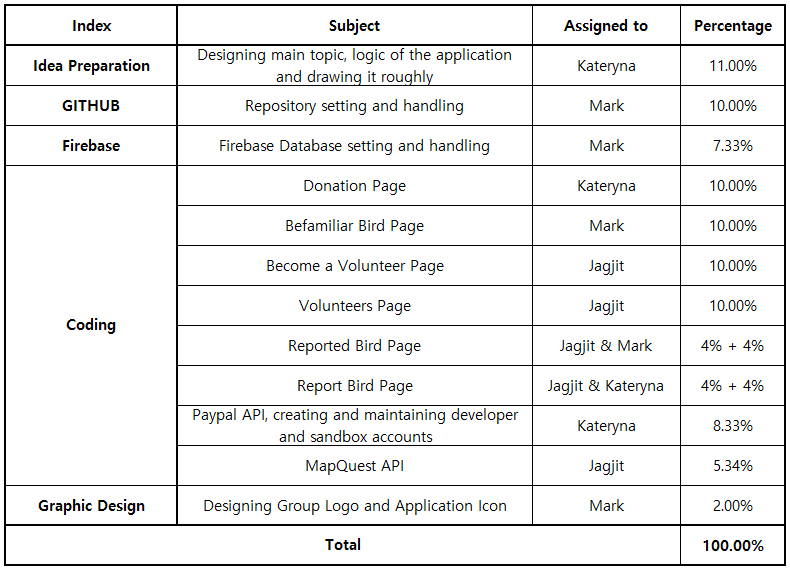 Index Subject Assigned to Percentage
Idea Preparation Designing main topic, logic of the application
and drawing it roughly Kateryna 11.00%
GITHUB Repository setting and handling Mark 10.00%
Firebase Firebase Database setting and handling Mark 7.33%
Coding Donation Page Kateryna 10.00%
Befamiliar Bird Page Mark 10.00%
Become a Volunteer Page Jagjit 10.00%
Volunteers Page Jagjit 10.00%
Reported Bird Page Jagjit & Mark 4% + 4%
Report Bird Page Jagjit & Kateryna 4% + 4%
Paypal API, creating and maintaining developer
and sandbox accounts Kateryna 8.33%
MapQuest API Jagjit 5.34%
Graphic Design Designing Group Logo and Application Icon Mark 2.00%
Total 100.00%